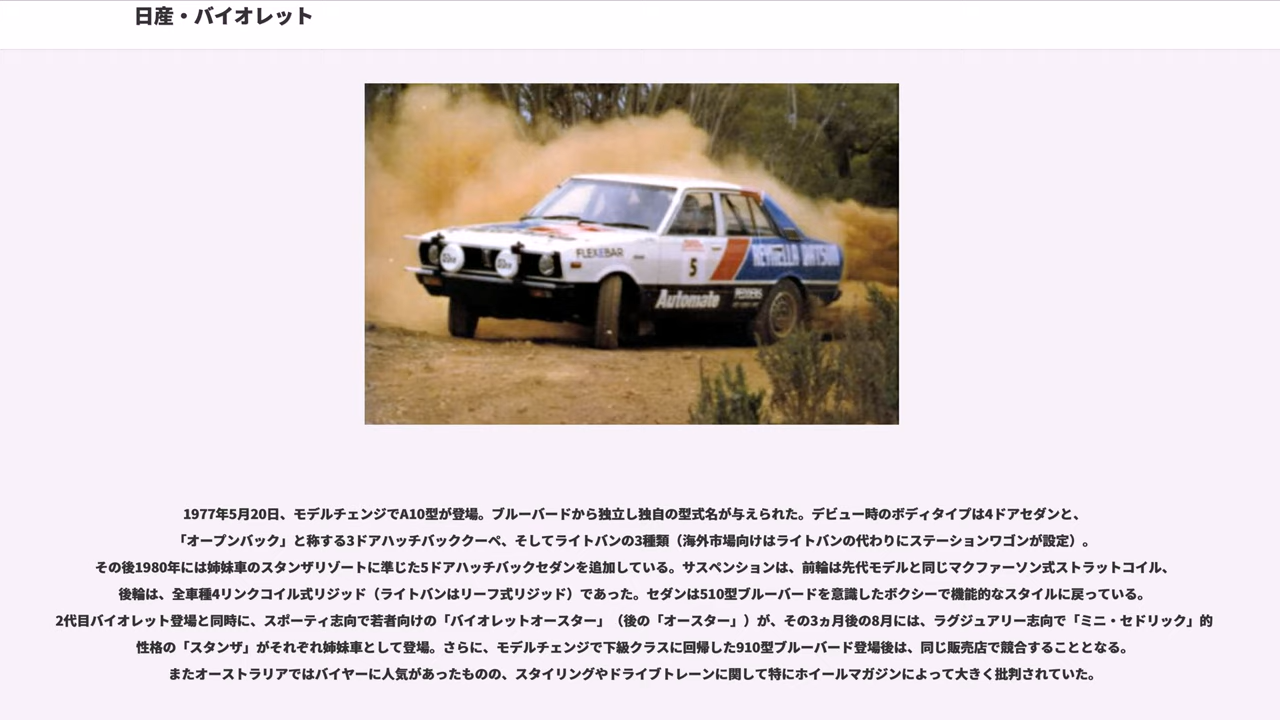 日産・バイオレット
FLEXEBAR
5
Automate
PEDDERS
1977年5月20日、モデルチェンジでA10型が登場。ブルーバードから独立し独自の型式名が与えられた。デビュー時のボディタイプは4ドアセダンと、
「オープンバック」と称する3ドアハッチバッククーペ、そしてライトバンの3種類（海外市場向けはライトバンの代わりにステーションワゴンが設定）。
その後1980年には姉妹車のスタンザリゾートに準じた5ドアハッチバックセダンを追加している。サスペンションは、前輪は先代モデルと同じマクファーソン式ストラットコイル、
後輪は、全車種4リンクコイル式リジッド（ライトバンはリーフ式リジッド）であった。セダンは510型ブルーバードを意識したボクシーで機能的なスタイルに戻っている。
2代目バイオレット登場と同時に、スポーティ志向で若者向けの「バイオレットオースター」（後の「オースター」）が、その3ヵ月後の8月には、ラグジュアリー志向で「ミニ・セドリック」的
性格の「スタンザ」がそれぞれ姉妹車として登場。さらに、モデルチェンジで下級クラスに回帰した910型ブルーバード登場後は、同じ販売店で競合することとなる。
またオーストラリアではバイヤーに人気があったものの、スタイリングやドライブトレーンに関して特にホイールマガジンによって大きく批判されていた。